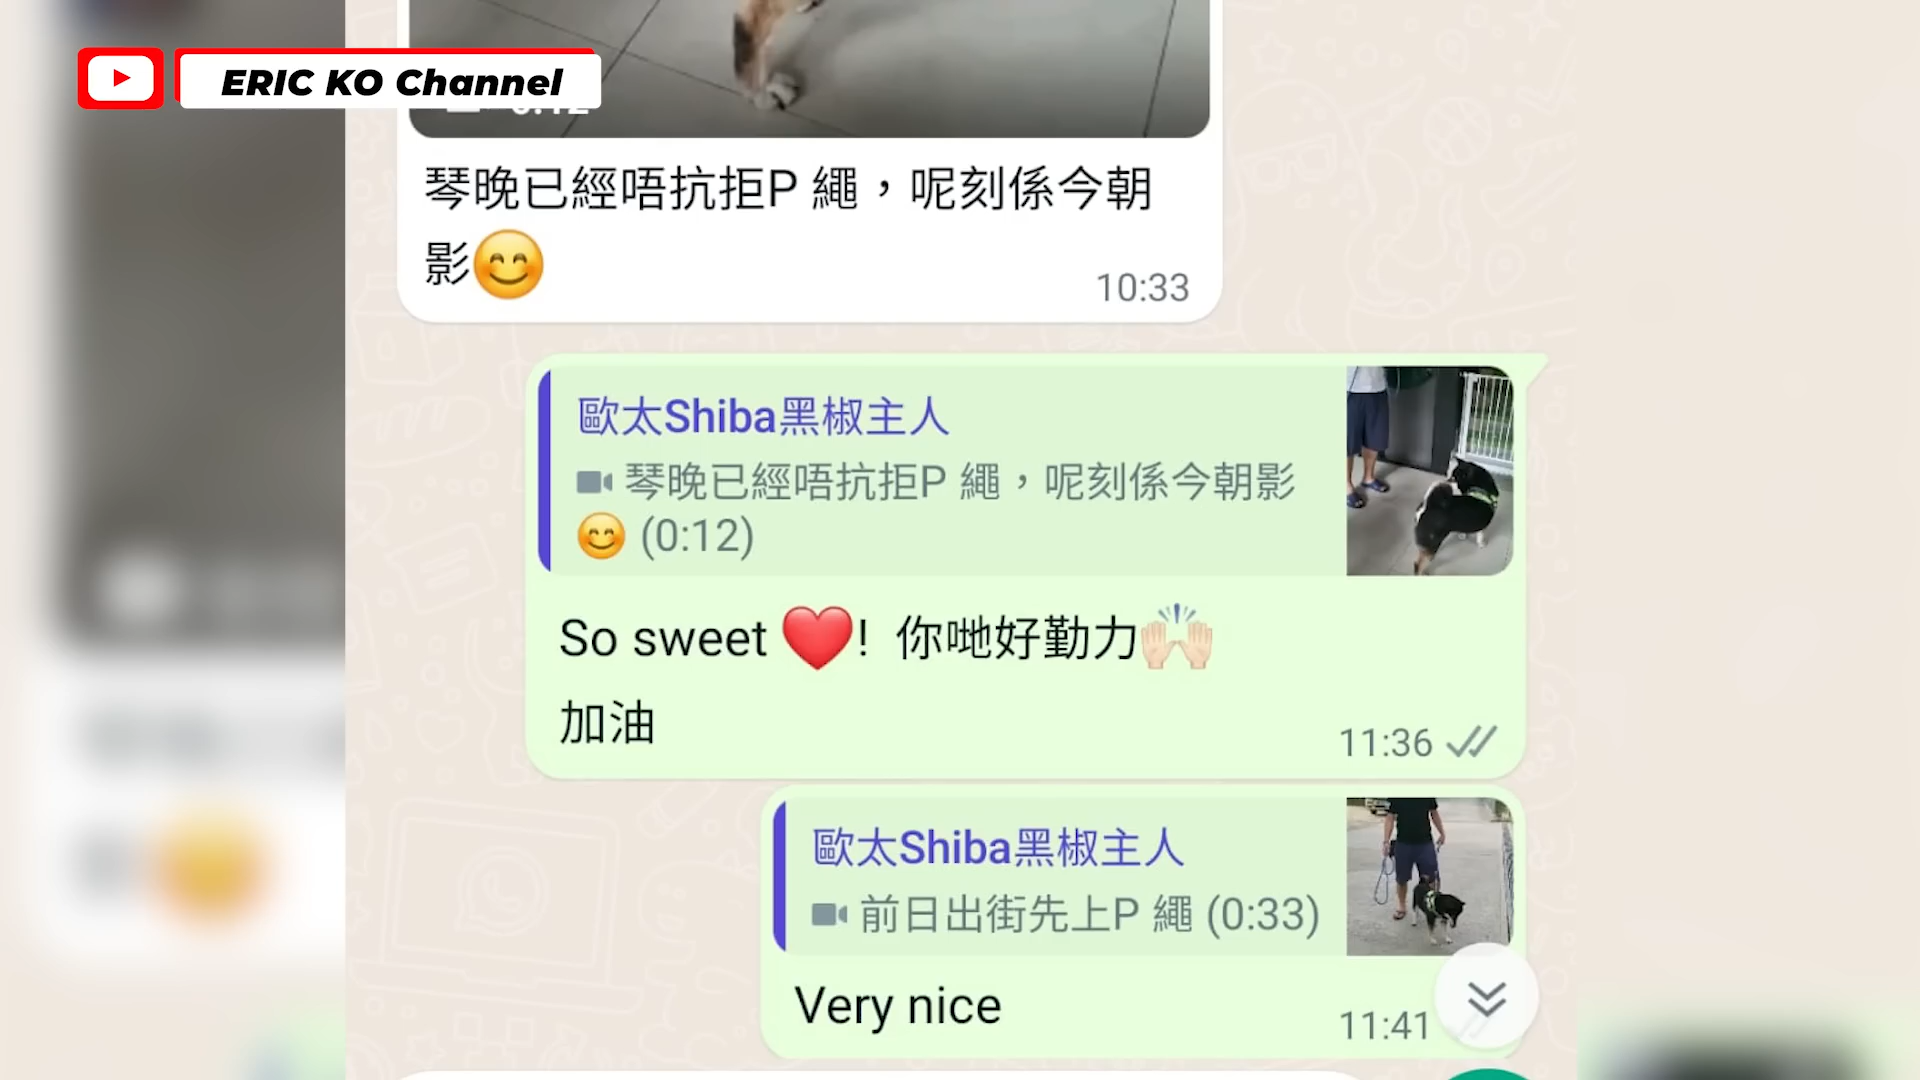 ERIC KO Channel
琴晚已經唔抗拒P 繩，呢刻係今朝
影😊
10:33
歐太Shiba黑椒主人
琴晚已經唔抗拒P 繩，呢刻係今朝影
😊 (0:12)
So sweet ❤️! 你哋好勤力🙌🏻
加油
11:36
歐太Shiba黑椒主人
前日出街先上P 繩 (0:33)
Very nice
11:41